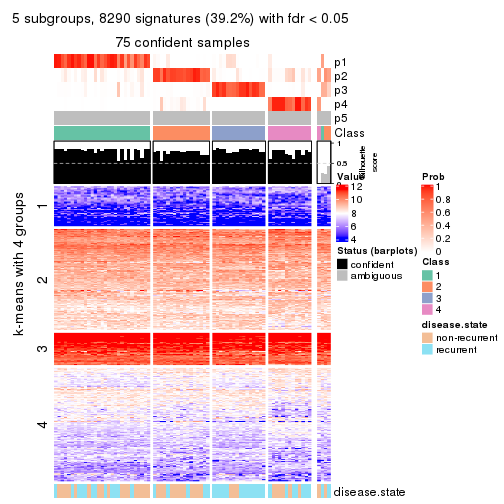 5 subgroups, 8290 signatures (39.2%) with fdr < 0.05
75 confident samples
p1
p2
p3
p4
p5
Class
1
0.5
0
Silhouette
score
k-means with 4 groups
1
2
3
4
disease.state
Value
12
10
8
6
4
Status (barplots)
confident
ambiguous
Prob
1
0.8
0.6
0.4
0.2
0
Class
1
2
3
4
disease.state
non-recurrent
recurrent